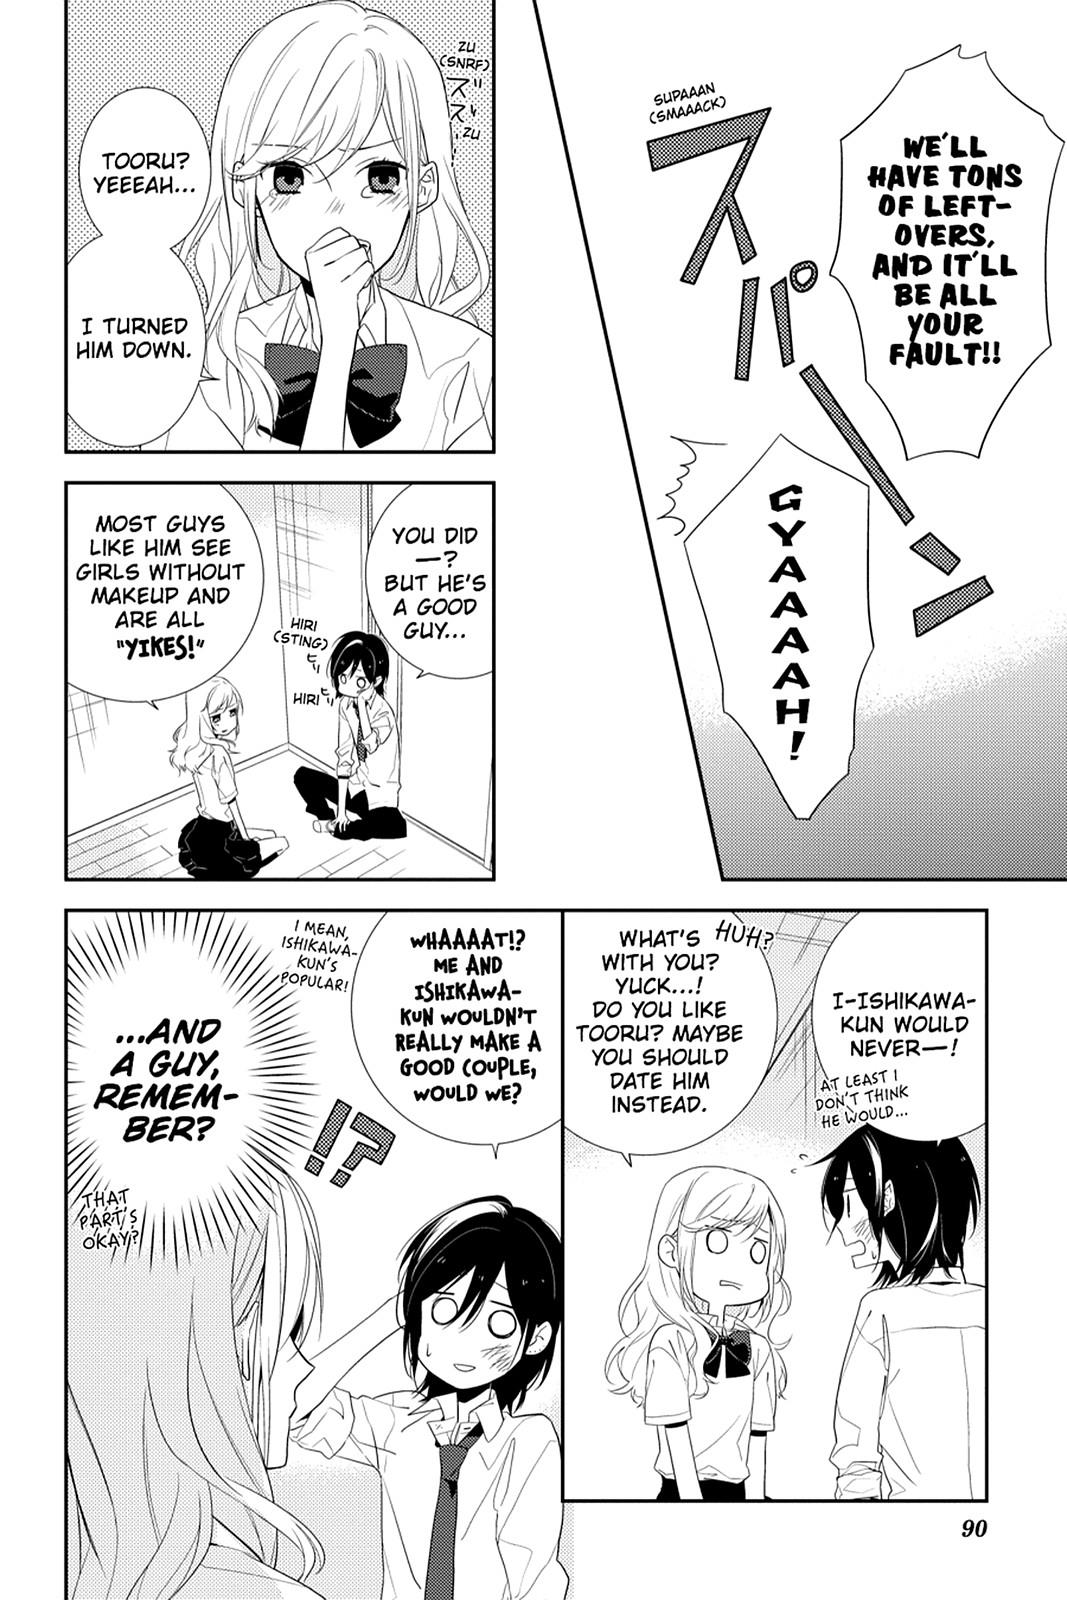 WE'LL
HAVE TONS
OF LEFT-
OVERS,
AND IT'LL
BE ALL
YOUR
FAULT!!
SUPAAAN
(SMAAACK)
スパーン
GYAAAAH!
ZU
(SNRF)
ズ
ズ
ZU
TOORU?
YEEEAH...
I TURNED
HIM DOWN.
YOU DID
—?
BUT HE'S
A GOOD
GUY...
HIRI
(STING)
ヒリ
HIRI
ヒリ
MOST GUYS
LIKE HIM SEE
GIRLS WITHOUT
MAKEUP AND
ARE ALL
"YIKES!"
I-ISHIKAWA-
KUN WOULD
NEVER—!
AT LEAST I
DON'T THINK
HE WOULD...
HUH?
WHAT'S
WITH YOU?
YUCK...!
DO YOU LIKE
TOORU? MAYBE
YOU SHOULD
DATE HIM
INSTEAD.
WHAAAAT!?
ME AND
ISHIKAWA-
KUN WOULDN'T
REALLY MAKE A
GOOD COUPLE,
WOULD WE?
I MEAN,
ISHIKAWA-
KUN'S
POPULAR!
!?
...AND
A GUY,
REMEM-
BER?
THAT
PART'S
OKAY?
90